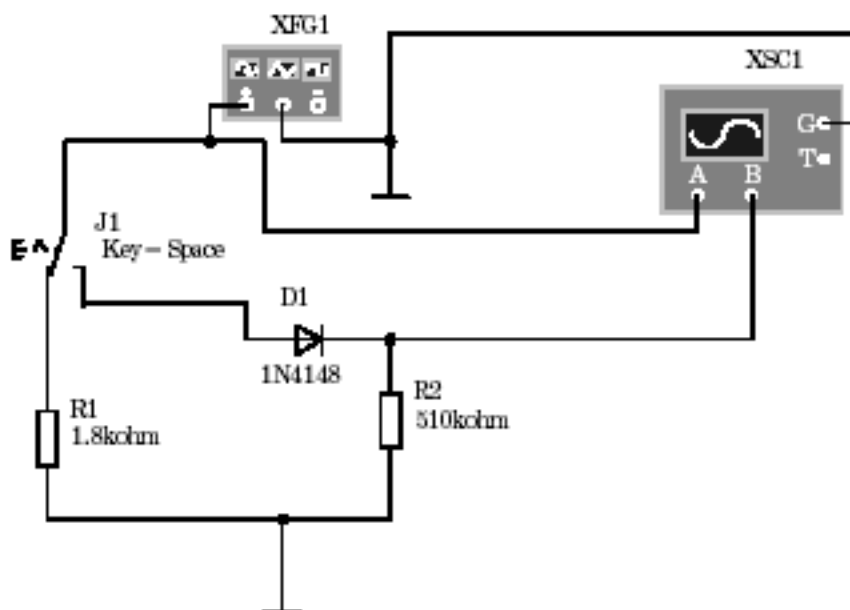 XFG1
XSC1
G
T
A B
J1
Key - Space
D1
1N4148
R2
510kohm
R1
1.8kohm